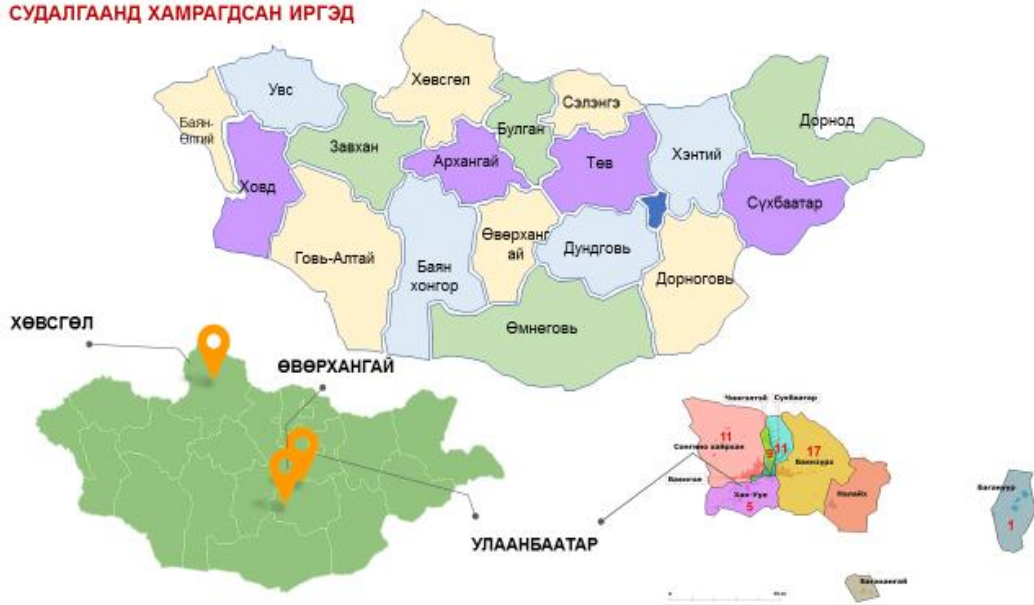 СУДАЛГААНД ХАМРАГДСАН ИРГЭД
Хөвсгөл
Увс
Сэлэнгэ
Баян-
Өлгий
Завхан
Булган
Дорнод
Архангай
Төв
Хэнтий
Ховд
Сүхбаатар
Говь-Алтай
Баян
хонгор
Өвөрханг
ай
Дундговь
Дорноговь
Өмнөговь
ХӨВСГӨЛ
ӨВӨРХАНГАЙ
УЛААНБААТАР
Чингэлтэй
Сүхбаатар
11
Сонгино хайрхан
11
17
Баянзүрх
Баянгол
Хан-Уул
5
Налайх
Багануур
1
Багахангай